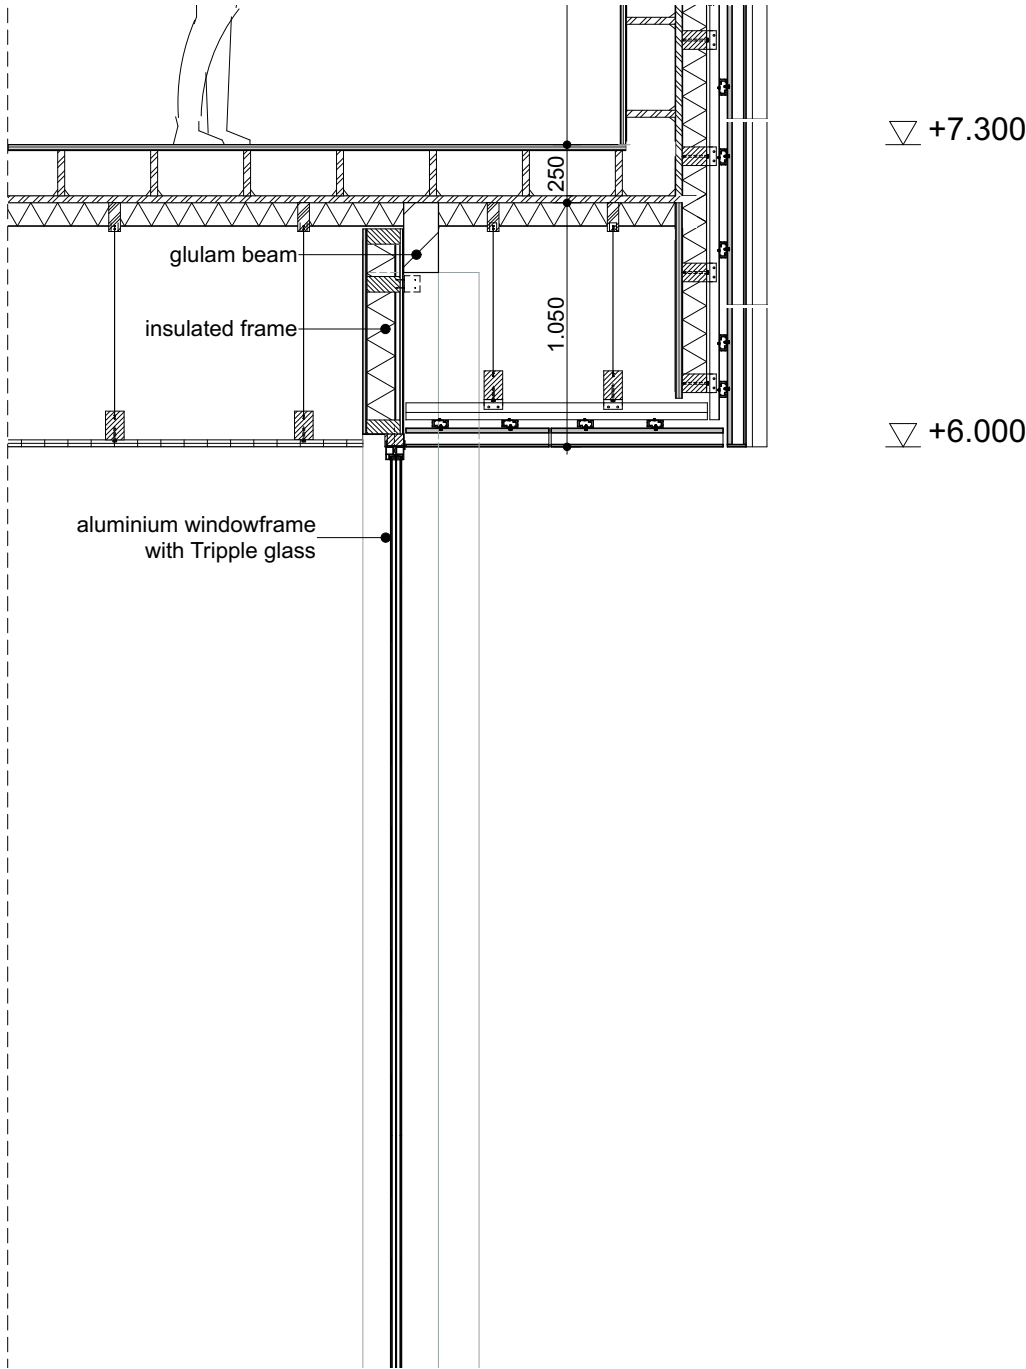 +7.300
250
glulam beam
insulated frame
1.050
+6.000
aluminium windowframe
with Tripple glass